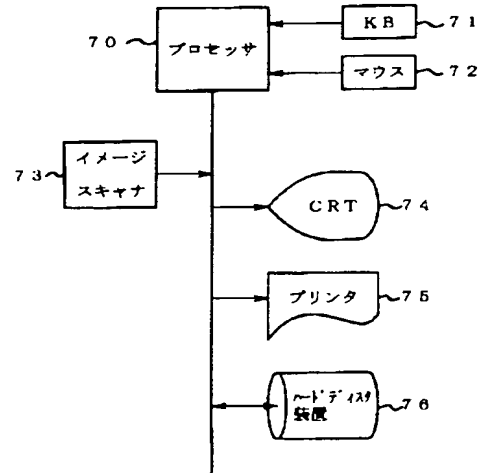 70
プロセッサ
KB
71
マウス
72
73
イメージ
スキャナ
CRT
74
プリンタ
75
ハードディスク
装置
76